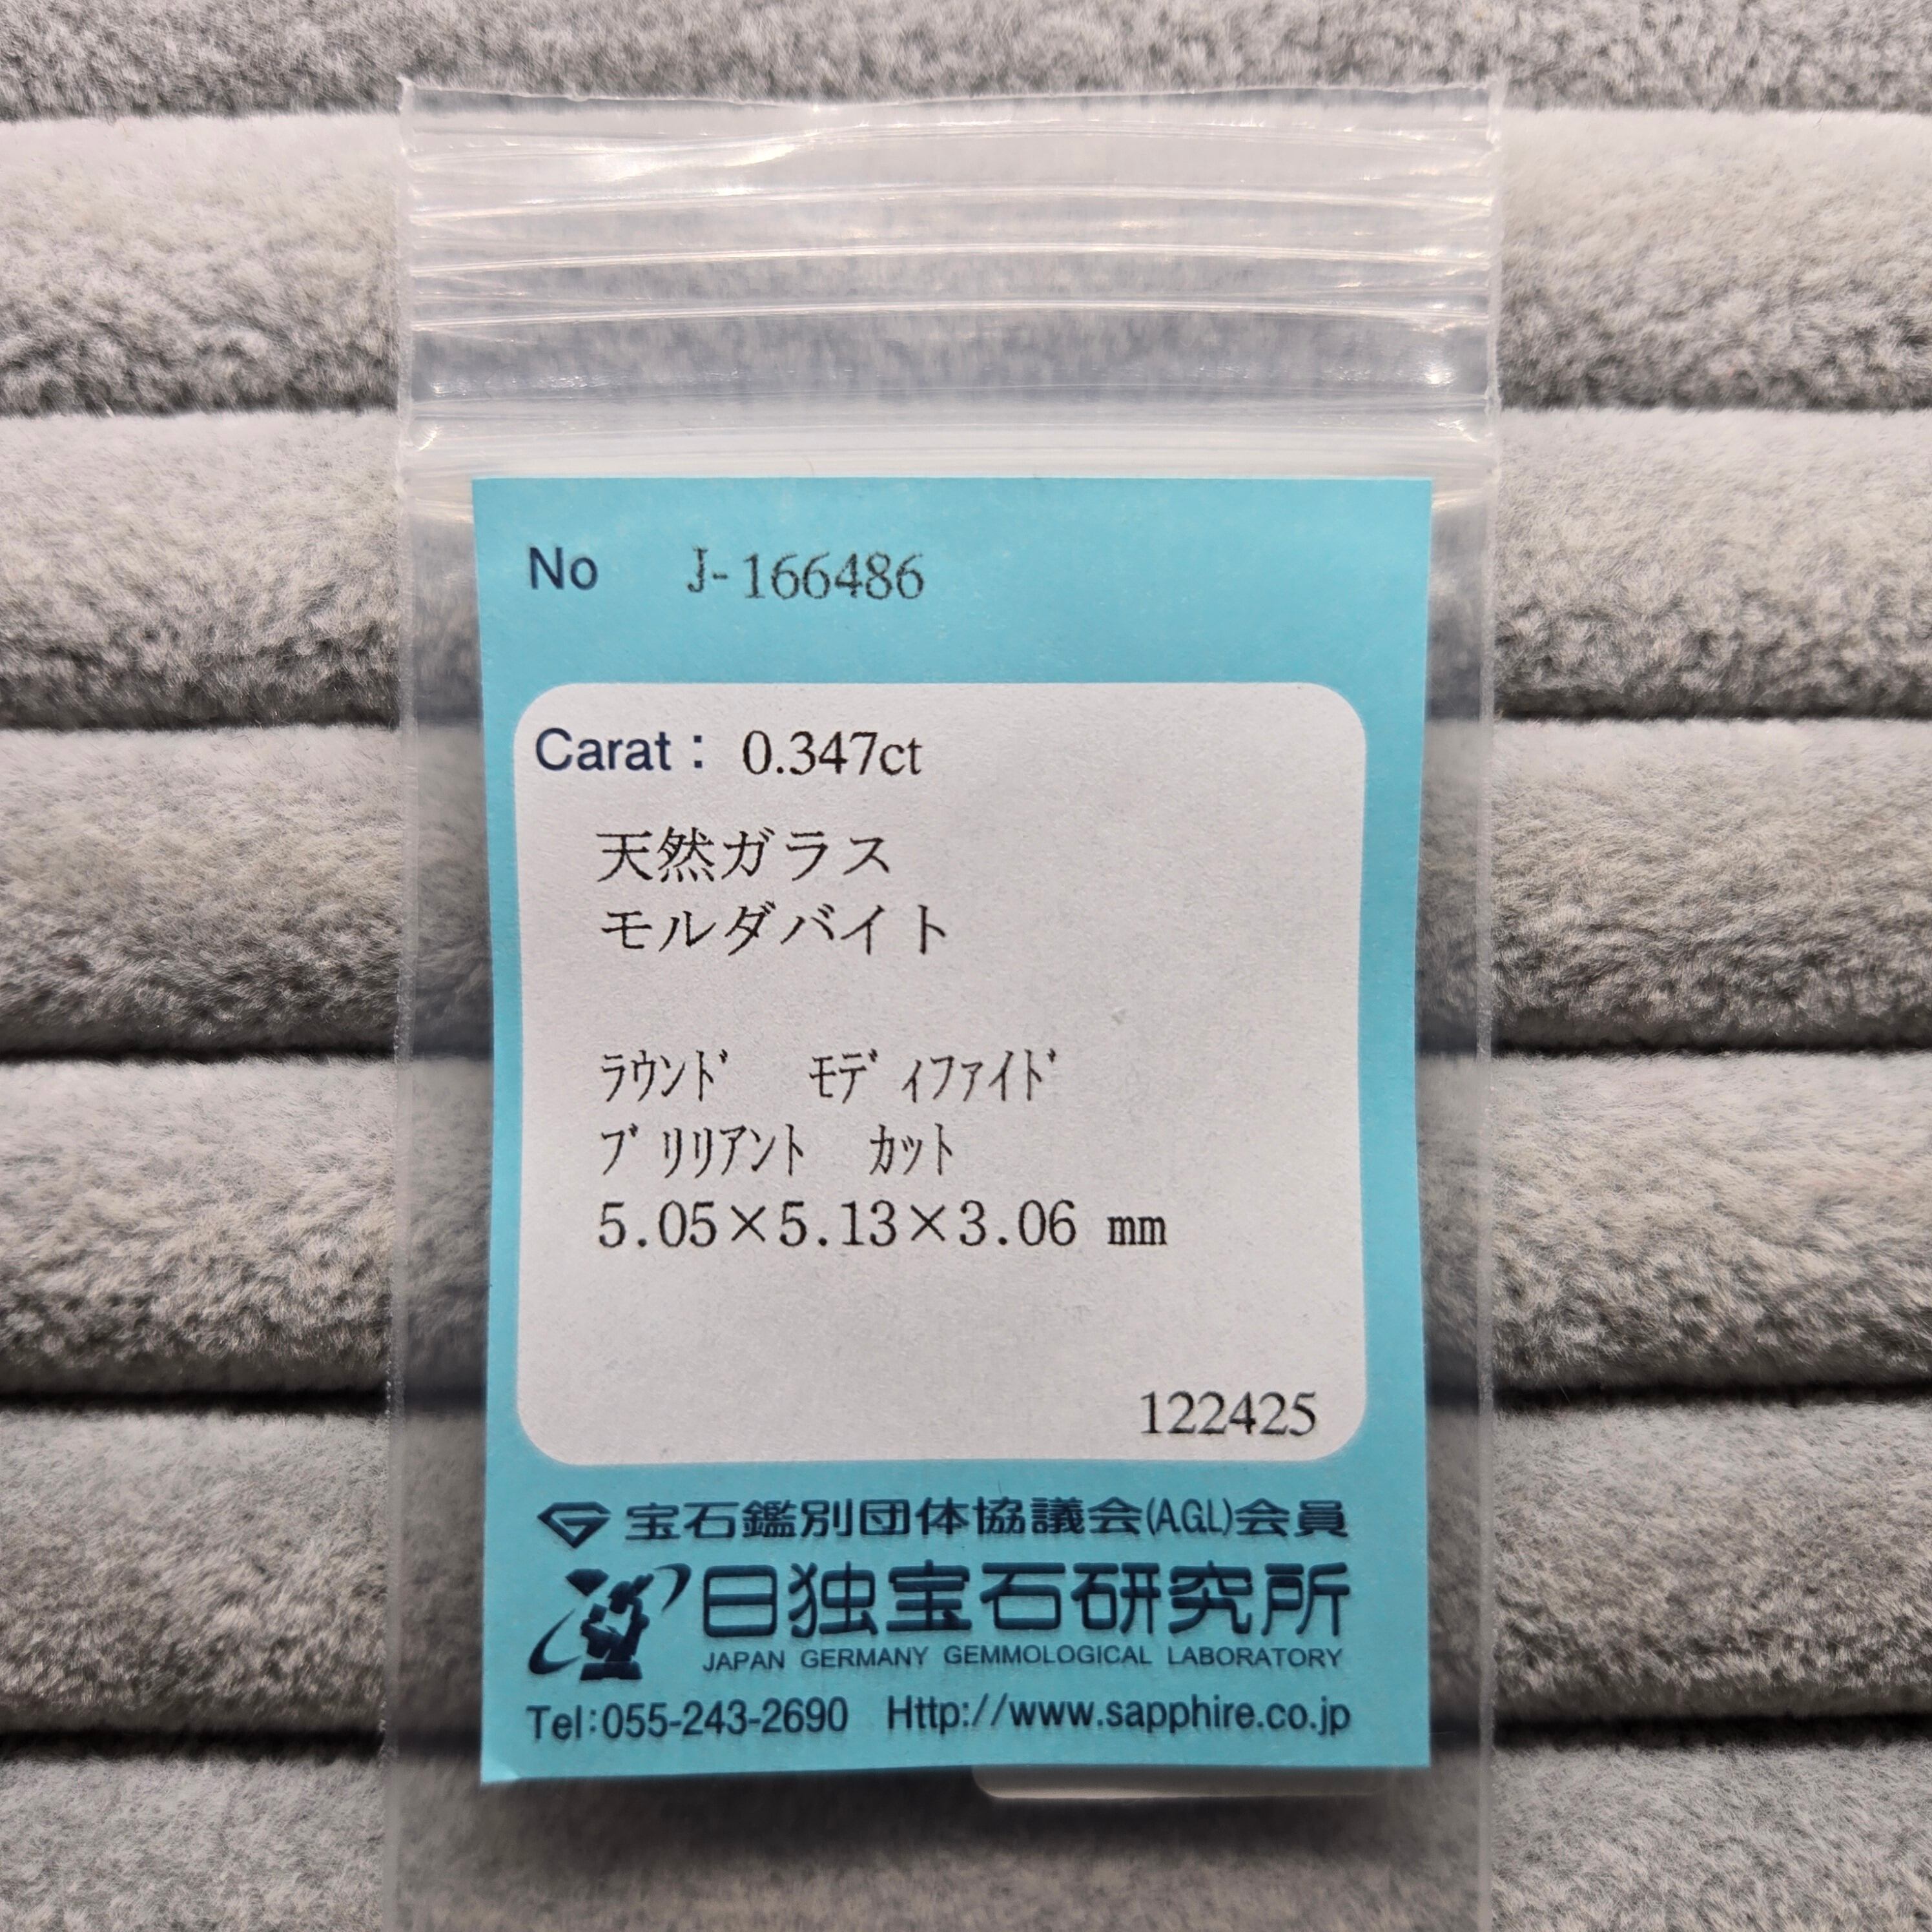 No J-166486
Carat: 0.347ct
天然ガラス
モルダバイト
ﾗｳﾝﾄﾞ ﾓﾃﾞｨﾌｧｲﾄﾞ
ﾌﾞﾘﾘｱﾝﾄ ｶｯﾄ
5.05×5.13×3.06 mm
122425
宝石鑑別団体協議会(AGL)会員
日独宝石研究所
JAPAN GERMANY GEMMOLOGICAL LABORATORY
Tel:055-243-2690 Http://www.sapphire.co.jp